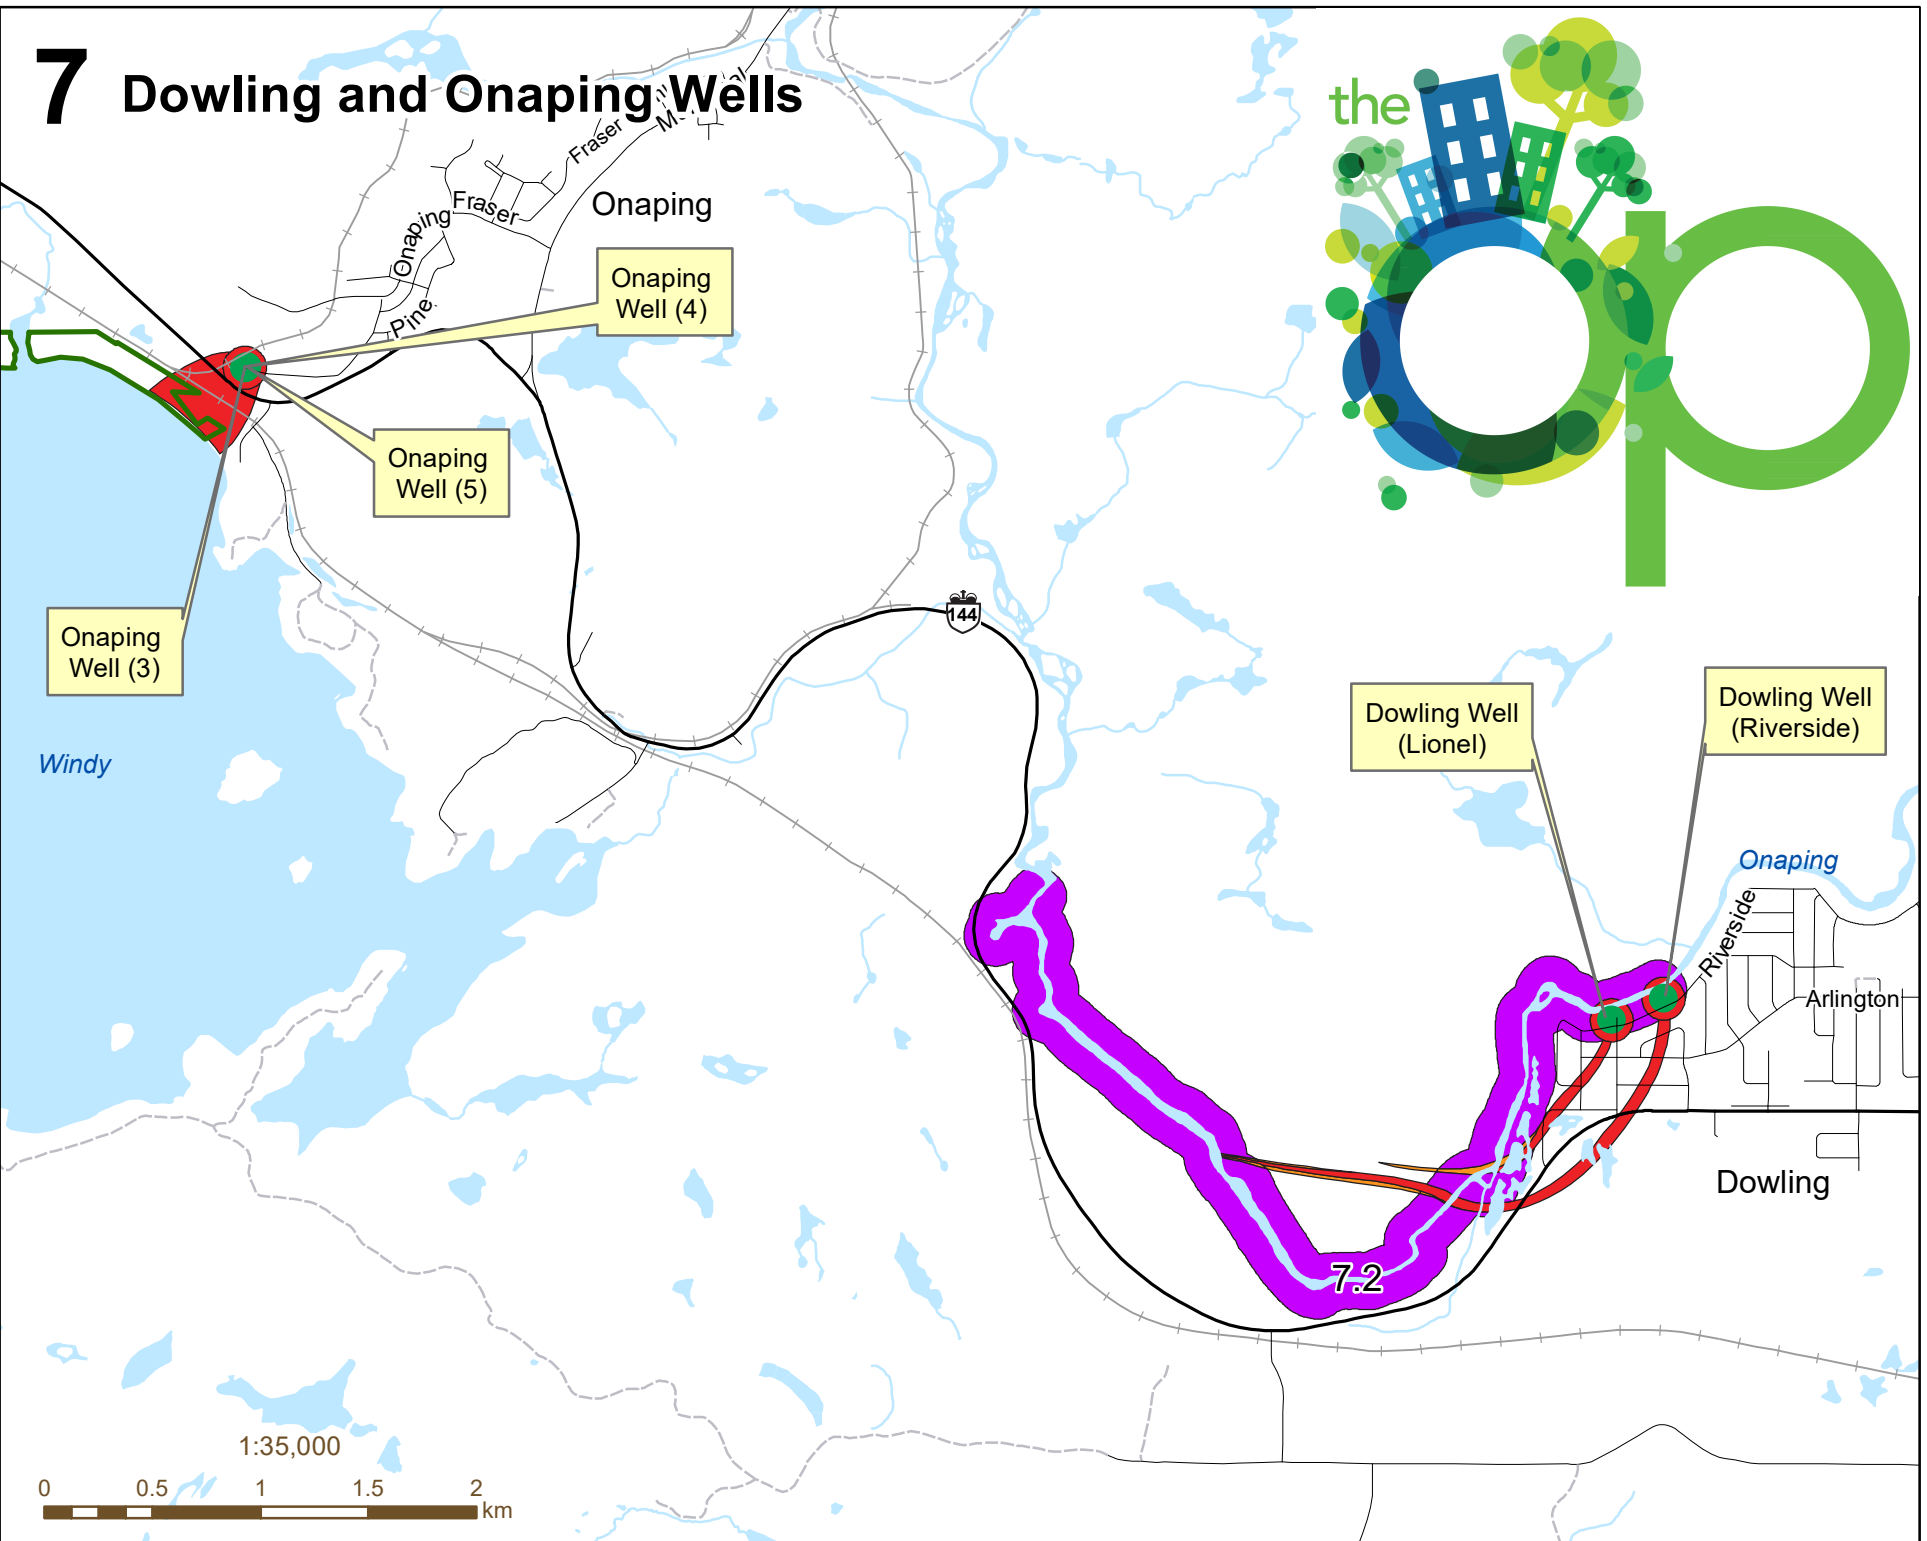 7 Dowling and Onaping Wells
the
op
Fraser
Fraser
Onaping
Onaping
Pine
Onaping
Well (4)
Onaping
Well (5)
Onaping
Well (3)
144
Windy
Dowling Well
(Lionel)
Dowling Well
(Riverside)
Onaping
Riverside
Arlington
Dowling
7.2
1:35,000
0 0.5 1 1.5 2
km